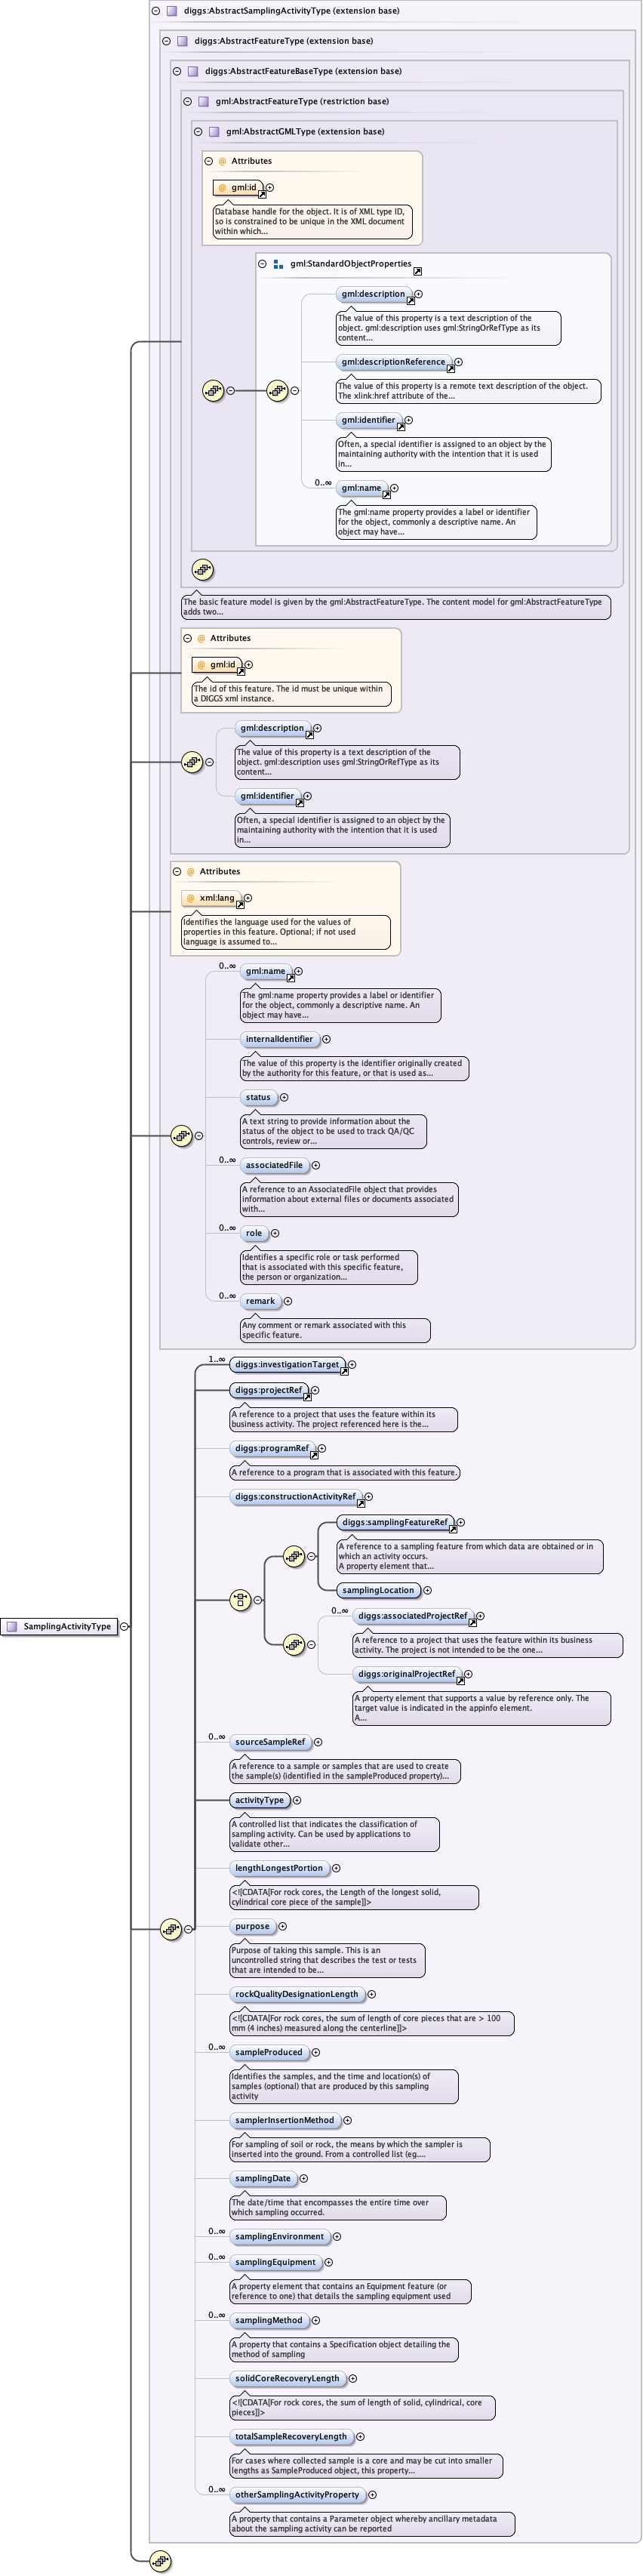 diggs:AbstractSamplingActivityType (extension base)
diggs:AbstractFeatureType (extension base)
diggs:AbstractFeatureBaseType (extension base)
gml:AbstractFeatureType (restriction base)
gml:AbstractGMLType (extension base)
@ Attributes
@ gml:id
Database handle for the object. It is of XML type ID,
so is constrained to be unique in the XML document
within which...
gml:StandardObjectProperties
gml:description
The value of this property is a text description of the
object. gml:description uses gml:StringOrRefType as its
content...
gml:descriptionReference
The value of this property is a remote text description of the object.
The xlink:href attribute of the...
gml:identifier
Often, a special identifier is assigned to an object by the
maintaining authority with the intention that it is used
in...
0..∞
gml:name
The gml:name property provides a label or identifier
for the object, commonly a descriptive name. An
object may have...
The basic feature model is given by the gml:AbstractFeatureType. The content model for gml:AbstractFeatureType
adds two...
@ Attributes
@ gml:id
The id of this feature. The id must be unique within
a DIGGS xml instance.
gml:description
The value of this property is a text description of the
object. gml:description uses gml:StringOrRefType as its
content...
gml:identifier
Often, a special identifier is assigned to an object by the
maintaining authority with the intention that it is used
in...
@ Attributes
@ xml:lang
Identifies the language used for the values of
properties in this feature. Optional; if not used
language is assumed to...
0..∞
gml:name
The gml:name property provides a label or identifier
for the object, commonly a descriptive name. An
object may have...
internalIdentifier
The value of this property is the identifier originally created
by the authority for this feature, or that is used as...
status
A text string to provide information about the
status of the object to be used to track QA/QC
controls, review or...
0..∞
associatedFile
A reference to an AssociatedFile object that provides
information about external files or documents associated
with...
0..∞
role
Identifies a specific role or task performed
that is associated with this specific feature,
the person or organization...
0..∞
remark
Any comment or remark associated with this
specific feature.
1..∞
diggs:investigationTarget
diggs:projectRef
A reference to a project that uses the feature within its
business activity. The project referenced here is the...
diggs:programRef
A reference to a program that is associated with this feature.
diggs:constructionActivityRef
diggs:samplingFeatureRef
A reference to a sampling feature from which data are obtained or in
which an activity occurs.
A property element that...
samplingLocation
0..∞
diggs:associatedProjectRef
A reference to a project that uses the feature within its business
activity. The project is not intended to be the one...
diggs:originalProjectRef
A property element that supports a value by reference only. The
target value is indicated in the appinfo element.
A...
SamplingActivityType
0..∞
sourceSampleRef
A reference to a sample or samples that are used to create
the sample(s) (identified in the sampleProduced property)...
activityType
A controlled list that indicates the classification of
sampling activity. Can be used by applications to
validate other...
lengthLongestPortion
<![CDATA[For rock cores, the Length of the longest solid,
cylindrical core piece of the sample]]>
purpose
Purpose of taking this sample. This is an
uncontrolled string that describes the test or tests
that are intended to be...
rockQualityDesignationLength
<![CDATA[For rock cores, the sum of length of core pieces that are > 100
mm (4 inches) measured along the centerline]]>
0..∞
sampleProduced
Identifies the samples, and the time and location(s) of
samples (optional) that are produced by this sampling
activity
samplerInsertionMethod
For sampling of soil or rock, the means by which the sampler is
inserted into the ground. From a controlled list (eg....
samplingDate
The date/time that encompasses the entire time over
which sampling occurred.
0..∞
samplingEnvironment
0..∞
samplingEquipment
A property element that contains an Equipment feature (or
reference to one) that details the sampling equipment used
0..∞
samplingMethod
A property that contains a Specification object detailing the
method of sampling
solidCoreRecoveryLength
<![CDATA[For rock cores, the sum of length of solid, cylindrical, core
pieces]]>
totalSampleRecoveryLength
For cases where collected sample is a core and may be cut into smaller
lengths as SampleProduced object, this property...
0..∞
otherSamplingActivityProperty
A property that contains a Parameter object whereby ancillary metadata
about the sampling activity can be reported